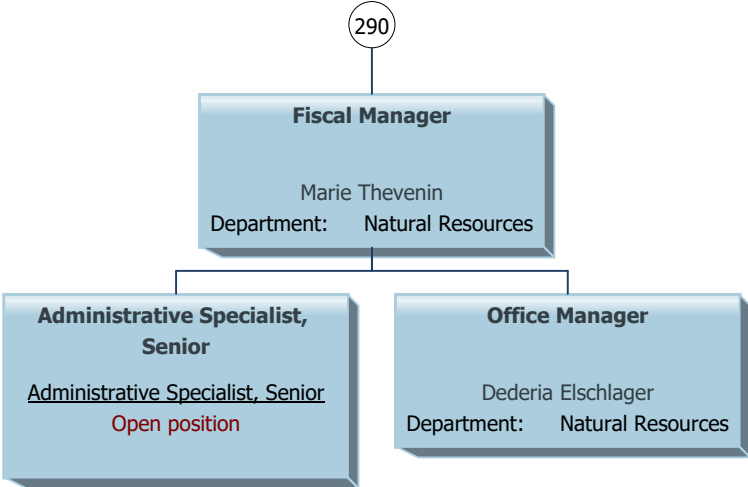 290
Fiscal Manager
Marie Thevenin
Department: Natural Resources
Administrative Specialist,
Senior
Administrative Specialist, Senior
Open position
Office Manager
Dederia Elschlager
Department: Natural Resources